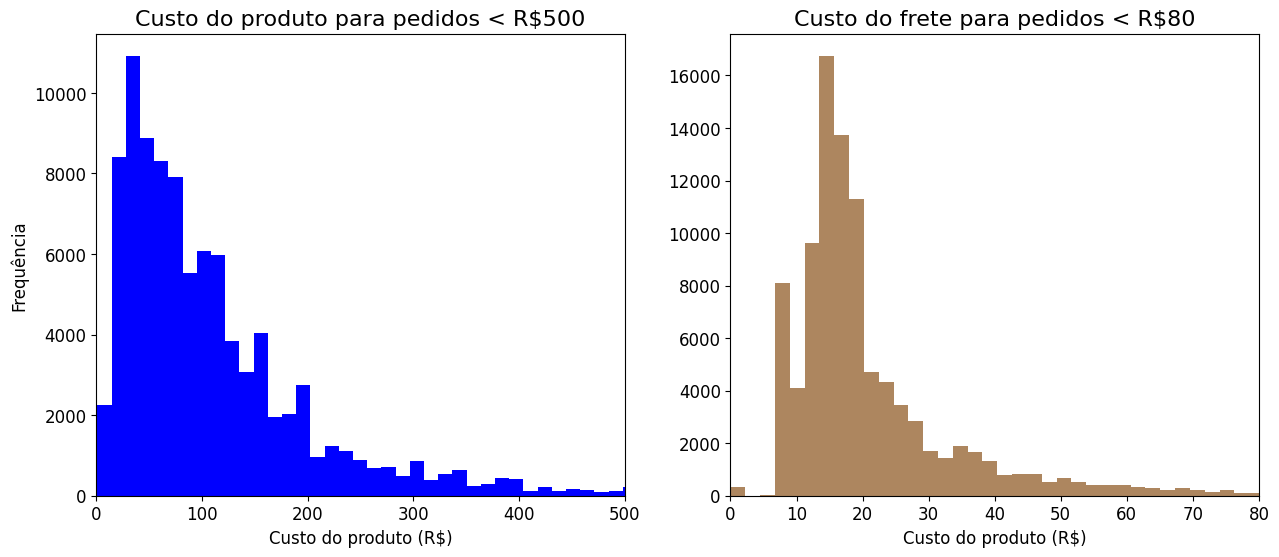 Custo do produto para pedidos < R$500
Frequência
10000
8000
6000
4000
2000
0
0 100 200 300 400 500
Custo do produto (R$)
Custo do frete para pedidos < R$80
16000
14000
12000
10000
8000
6000
4000
2000
0
0 10 20 30 40 50 60 70 80
Custo do produto (R$)